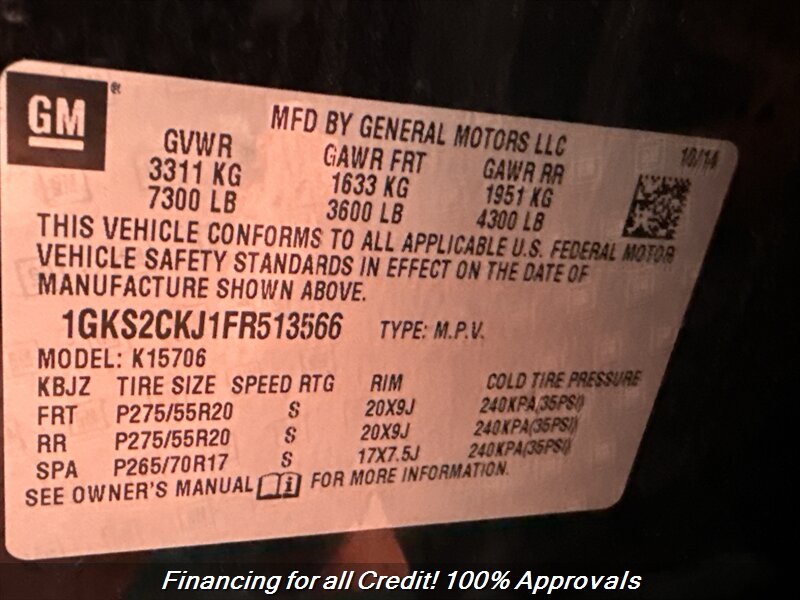 GM®
MFD BY GENERAL MOTORS LLC
10/14
GVWR GAWR FRT GAWR RR
3311 KG 1633 KG 1951 KG
7300 LB 3600 LB 4300 LB
THIS VEHICLE CONFORMS TO ALL APPLICABLE U.S. FEDERAL MOTOR
VEHICLE SAFETY STANDARDS IN EFFECT ON THE DATE OF
MANUFACTURE SHOWN ABOVE.
1GKS2CKJ1FR513566 TYPE: M.P.V.
MODEL: K15706
KBJZ TIRE SIZE SPEED RTG RIM COLD TIRE PRESSURE
FRT P275/55R20 S 20X9J 240KPA(35PSI)
RR P275/55R20 S 20X9J 240KPA(35PSI)
SPA P265/70R17 S 17X7.5J 240KPA(35PSI)
SEE OWNER'S MANUAL i FOR MORE INFORMATION.
Financing for all Credit! 100% Approvals